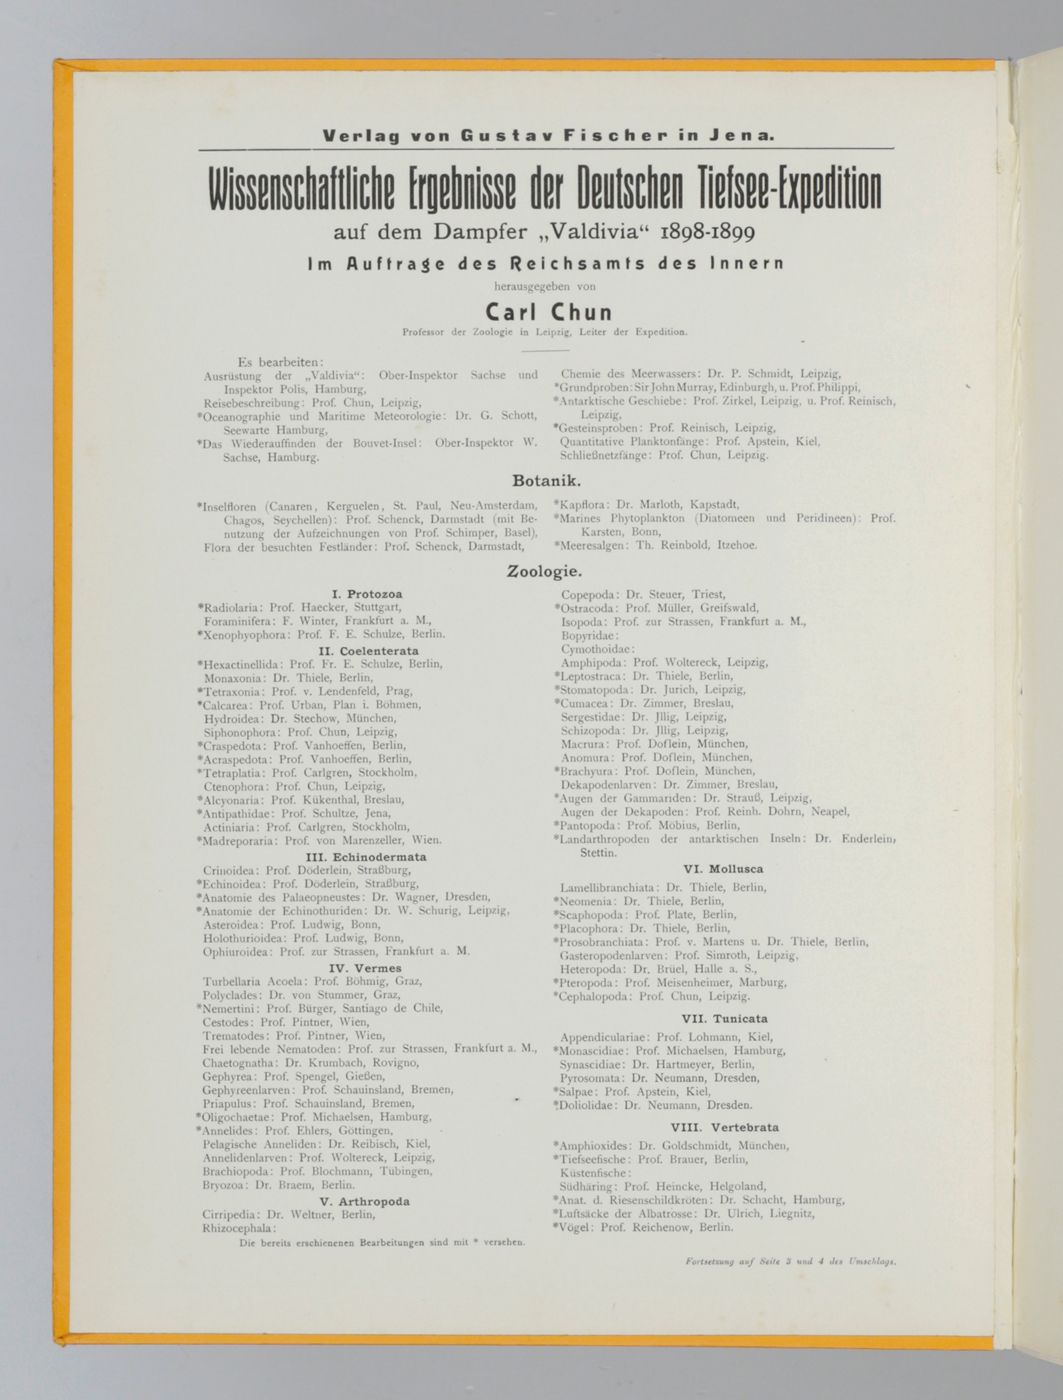 Verlag von Gustav Fischer in Jena.
Wissenschaftliche Ergebnisse der Deutschen Tiefsee-Expedition
auf dem Dampfer „Valdivia“ 1898-1899
Im Auftrage des Reichsamts des Innern
herausgegeben von
Carl Chun
Professor der Zoologie in Leipzig, Leiter der Expedition.
Es bearbeiten:
Ausrüstung der „Valdivia“: Ober-Inspektor Sachse und
Inspektor Polis, Hamburg,
Reisebeschreibung: Prof. Chun, Leipzig,
*Oceanographie und Maritime Meteorologie: Dr. G. Schott,
Seewarte Hamburg,
*Das Wiederauffinden der Bouvet-Insel: Ober-Inspektor W.
Sachse, Hamburg.
Chemie des Meerwassers: Dr. P. Schmidt, Leipzig,
*Grundproben: Sir John Murray, Edinburgh, u. Prof. Philippi,
*Antarktische Geschiebe: Prof. Zirkel, Leipzig, u. Prof. Reinisch,
Leipzig,
*Gesteinsproben: Prof. Reinisch, Leipzig,
Quantitative Planktonfänge: Prof. Apstein, Kiel,
Schließnetzfänge: Prof. Chun, Leipzig.
Botanik.
*Inselfloren (Canaren, Kerguelen, St. Paul, Neu-Amsterdam,
Chagos, Seychellen): Prof. Schenck, Darmstadt (mit Be-
nutzung der Aufzeichnungen von Prof. Schimper, Basel),
Flora der besuchten Festländer: Prof. Schenck, Darmstadt,
*Kapflora: Dr. Marloth, Kapstadt,
*Marines Phytoplankton (Diatomeen und Peridineen): Prof.
Karsten, Bonn,
*Meeresalgen: Th. Reinbold, Itzehoe.
Zoologie.
I. Protozoa
*Radiolaria: Prof. Haecker, Stuttgart,
Foraminifera: F. Winter, Frankfurt a. M.,
*Xenophyophora: Prof. F. E. Schulze, Berlin.
II. Coelenterata
*Hexactinellida: Prof. Fr. E. Schulze, Berlin,
Monaxonia: Dr. Thiele, Berlin,
*Tetraxonia: Prof. v. Lendenfeld, Prag,
*Calcarea: Prof. Urban, Plan i. Böhmen,
Hydroidea: Dr. Stechow, München,
Siphonophora: Prof. Chun, Leipzig,
*Craspedota: Prof. Vanhoeffen, Berlin,
*Acraspedota: Prof. Vanhoeffen, Berlin,
*Tetraplatia: Prof. Carlgren, Stockholm,
Ctenophora: Prof. Chun, Leipzig,
*Alcyonaria: Prof. Kükenthal, Breslau,
*Antipathidae: Prof. Schultze, Jena,
Actiniaria: Prof. Carlgren, Stockholm,
*Madreporaria: Prof. von Marenzeller, Wien.
III. Echinodermata
Crinoidea: Prof. Döderlein, Straßburg,
*Echinoidea: Prof. Döderlein, Straßburg,
*Anatomie des Palaeopneustes: Dr. Wagner, Dresden,
*Anatomie der Echinothuriden: Dr. W. Schurig, Leipzig,
Asteroidea: Prof. Ludwig, Bonn,
Holothurioidea: Prof. Ludwig, Bonn,
Ophiuroidea: Prof. zur Strassen, Frankfurt a. M.
IV. Vermes
Turbellaria Acoela: Prof. Böhmig, Graz,
Polyclades: Dr. von Stummer, Graz,
*Nemertini: Prof. Bürger, Santiago de Chile,
Cestodes: Prof. Pintner, Wien,
Trematodes: Prof. Pintner, Wien,
Frei lebende Nematoden: Prof. zur Strassen, Frankfurt a. M.,
Chaetognatha: Dr. Krumbach, Rovigno,
Gephyrea: Prof. Spengel, Gießen,
Gephyreenlarven: Prof. Schauinsland, Bremen,
Priapulus: Prof. Schauinsland, Bremen,
*Oligochaetae: Prof. Michaelsen, Hamburg,
*Annelides: Prof. Ehlers, Göttingen,
Pelagische Anneliden: Dr. Reibisch, Kiel,
Annelidenlarven: Prof. Woltereck, Leipzig,
Brachiopoda: Prof. Blochmann, Tübingen,
Bryozoa: Dr. Braem, Berlin.
V. Arthropoda
Cirripedia: Dr. Weltner, Berlin,
Rhizocephala:
Copepoda: Dr. Steuer, Triest,
*Ostracoda: Prof. Müller, Greifswald,
Isopoda: Prof. zur Strassen, Frankfurt a. M.,
Bopyridae:
Cymothoidae:
Amphipoda: Prof. Woltereck, Leipzig,
*Leptostraca: Dr. Thiele, Berlin,
*Stomatopoda: Dr. Jurich, Leipzig,
*Cumacea: Dr. Zimmer, Breslau,
Sergestidae: Dr. Jllig, Leipzig,
Schizopoda: Dr. Jllig, Leipzig,
Macrura: Prof. Doflein, München,
Anomura: Prof. Doflein, München,
*Brachyura: Prof. Doflein, München,
Dekapodenlarven: Dr. Zimmer, Breslau,
*Augen der Gammariden: Dr. Strauß, Leipzig,
Augen der Dekapoden: Prof. Reinh. Dohrn, Neapel,
*Pantopoda: Prof. Möbius, Berlin,
*Landarthropoden der antarktischen Inseln: Dr. Enderlein,
Stettin.
VI. Mollusca
Lamellibranchiata: Dr. Thiele, Berlin,
*Neomenia: Dr. Thiele, Berlin,
*Scaphopoda: Prof. Plate, Berlin,
*Placophora: Dr. Thiele, Berlin,
*Prosobranchiata: Prof. v. Martens u. Dr. Thiele, Berlin,
Gasteropodenlarven: Prof. Simroth, Leipzig,
Heteropoda: Dr. Brüel, Halle a. S.,
*Pteropoda: Prof. Meisenheimer, Marburg,
*Cephalopoda: Prof. Chun, Leipzig.
VII. Tunicata
Appendiculariae: Prof. Lohmann, Kiel,
*Monascidiae: Prof. Michaelsen, Hamburg,
Synascidiae: Dr. Hartmeyer, Berlin,
Pyrosomata: Dr. Neumann, Dresden,
*Salpae: Prof. Apstein, Kiel,
*Doliolidae: Dr. Neumann, Dresden.
VIII. Vertebrata
*Amphioxides: Dr. Goldschmidt, München,
*Tiefseefische: Prof. Brauer, Berlin,
Küstenfische:
Südhäring: Prof. Heincke, Helgoland,
*Anat. d. Riesenschildkröten: Dr. Schacht, Hamburg,
*Luftsäcke der Albatrosse: Dr. Ulrich, Liegnitz,
*Vögel: Prof. Reichenow, Berlin.
Die bereits erschienenen Bearbeitungen sind mit * versehen.
Fortsetzung auf Seite 3 und 4 des Umschlags.